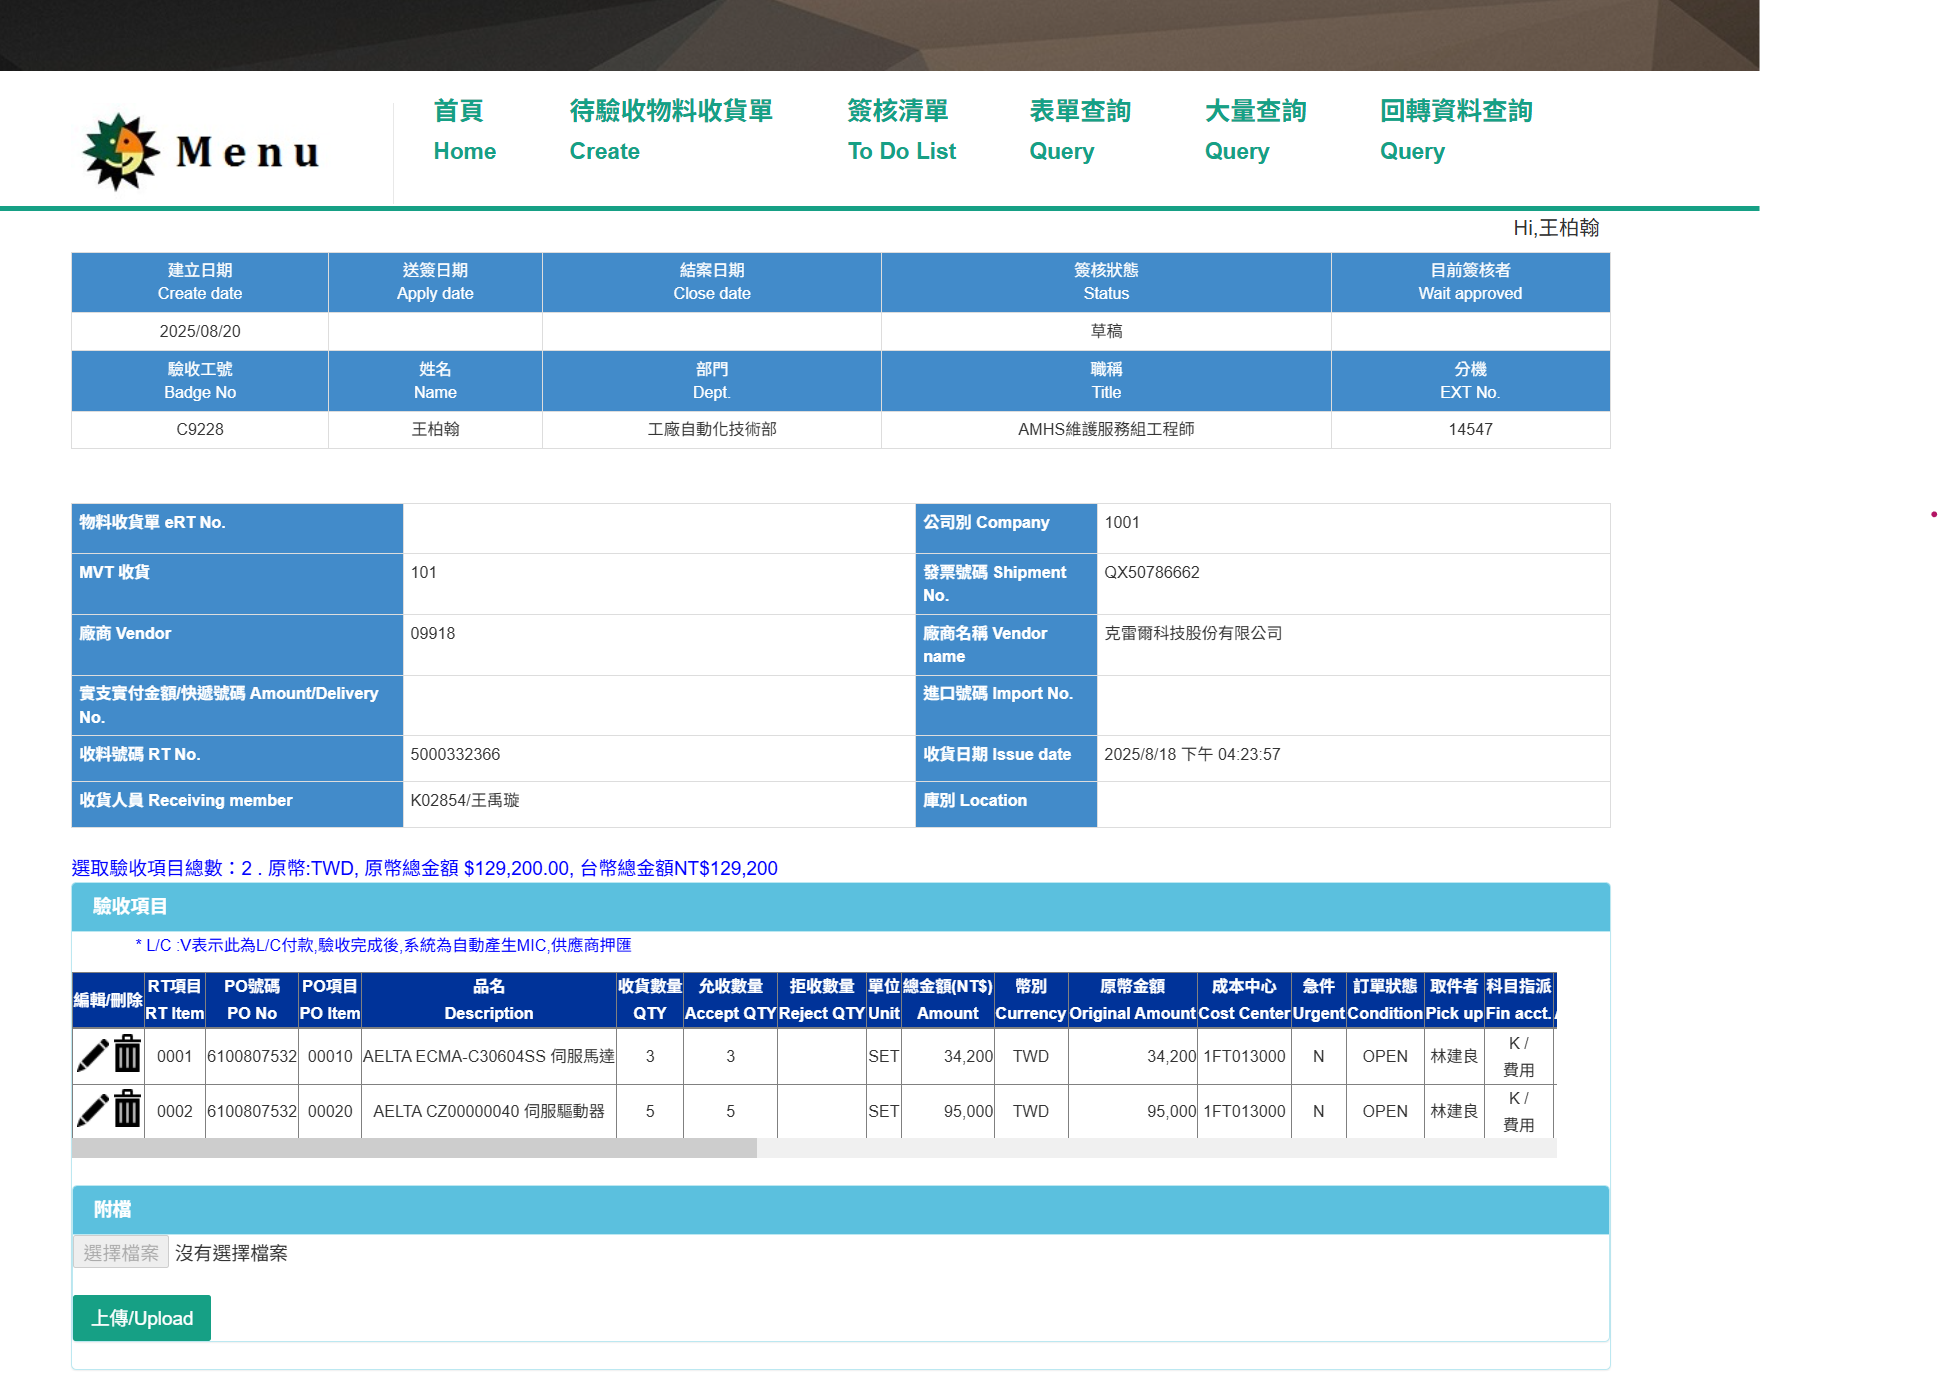 Menu
首頁 待驗收物料收貨單 簽核清單 表單查詢 大量查詢 回轉資料查詢
Home Create To Do List Query Query Query
Hi,王柏翰
建立日期 送簽日期 結案日期 簽核狀態 目前簽核者
Create date Apply date Close date Status Wait approved
2025/08/20 草稿
驗收工號 姓名 部門 職稱 分機
Badge No Name Dept. Title EXT No.
C9228 王柏翰 工廠自動化技術部 AMHS維護服務組工程師 14547
物料收貨單 eRT No. 公司別 Company 1001
MVT 收貨 101 發票號碼 Shipment No. QX50786662
廠商 Vendor 09918 廠商名稱 Vendor name 克雷爾科技股份有限公司
實支實付金額/快遞號碼 Amount/Delivery No. 進口號碼 Import No.
收料號碼 RT No. 5000332366 收貨日期 Issue date 2025/8/18 下午 04:23:57
收貨人員 Receiving member K02854/王禹璇 庫別 Location
選取驗收項目總數：2 . 原幣:TWD, 原幣總金額 $129,200.00, 台幣總金額NT$129,200
驗收項目
* L/C :V表示此為L/C付款,驗收完成後,系統為自動產生MIC,供應商押匯
編輯/刪除 RT項目 PO號碼 PO項目 品名 收貨數量 允收數量 拒收數量 單位 總金額(NT$) 幣別 原幣金額 成本中心 急件 訂單狀態 取件者 科目指派
RT Item PO No PO Item Description QTY Accept QTY Reject QTY Unit Amount Currency Original Amount Cost Center Urgent Condition Pick up Fin acct.
0001 6100807532 00010 AELTA ECMA-C30604SS 伺服馬達 3 3 SET 34,200 TWD 34,200 1FT013000 N OPEN 林建良 K / 費用
0002 6100807532 00020 AELTA CZ00000040 伺服驅動器 5 5 SET 95,000 TWD 95,000 1FT013000 N OPEN 林建良 K / 費用
附檔
選擇檔案 沒有選擇檔案
上傳/Upload